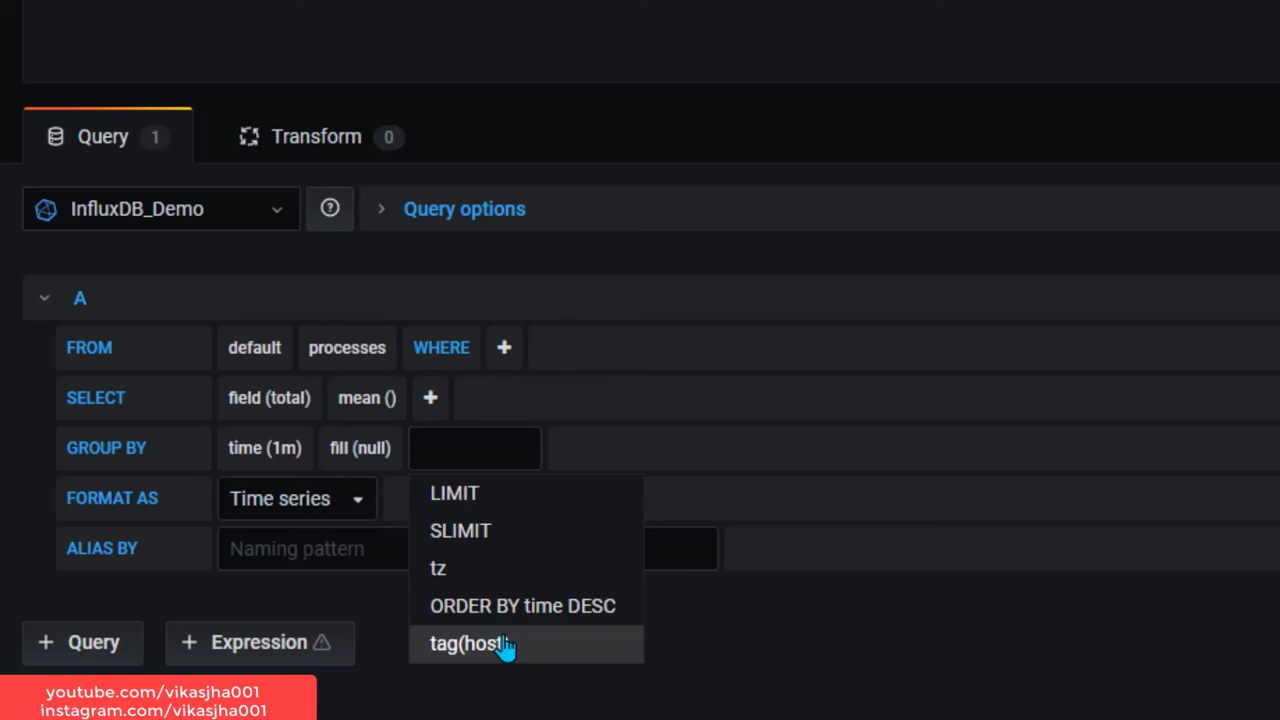 Query 1 Transform 0
InfluxDB_Demo Query options
A
FROM default processes WHERE +
SELECT field (total) mean () +
GROUP BY time (1m) fill (null)
LIMIT
FORMAT AS Time series
SLIMIT
ALIAS BY Naming pattern
tz
ORDER BY time DESC
+ Query + Expression
tag(host
youtube.com/vikasjha001
instagram.com/vikasjha001